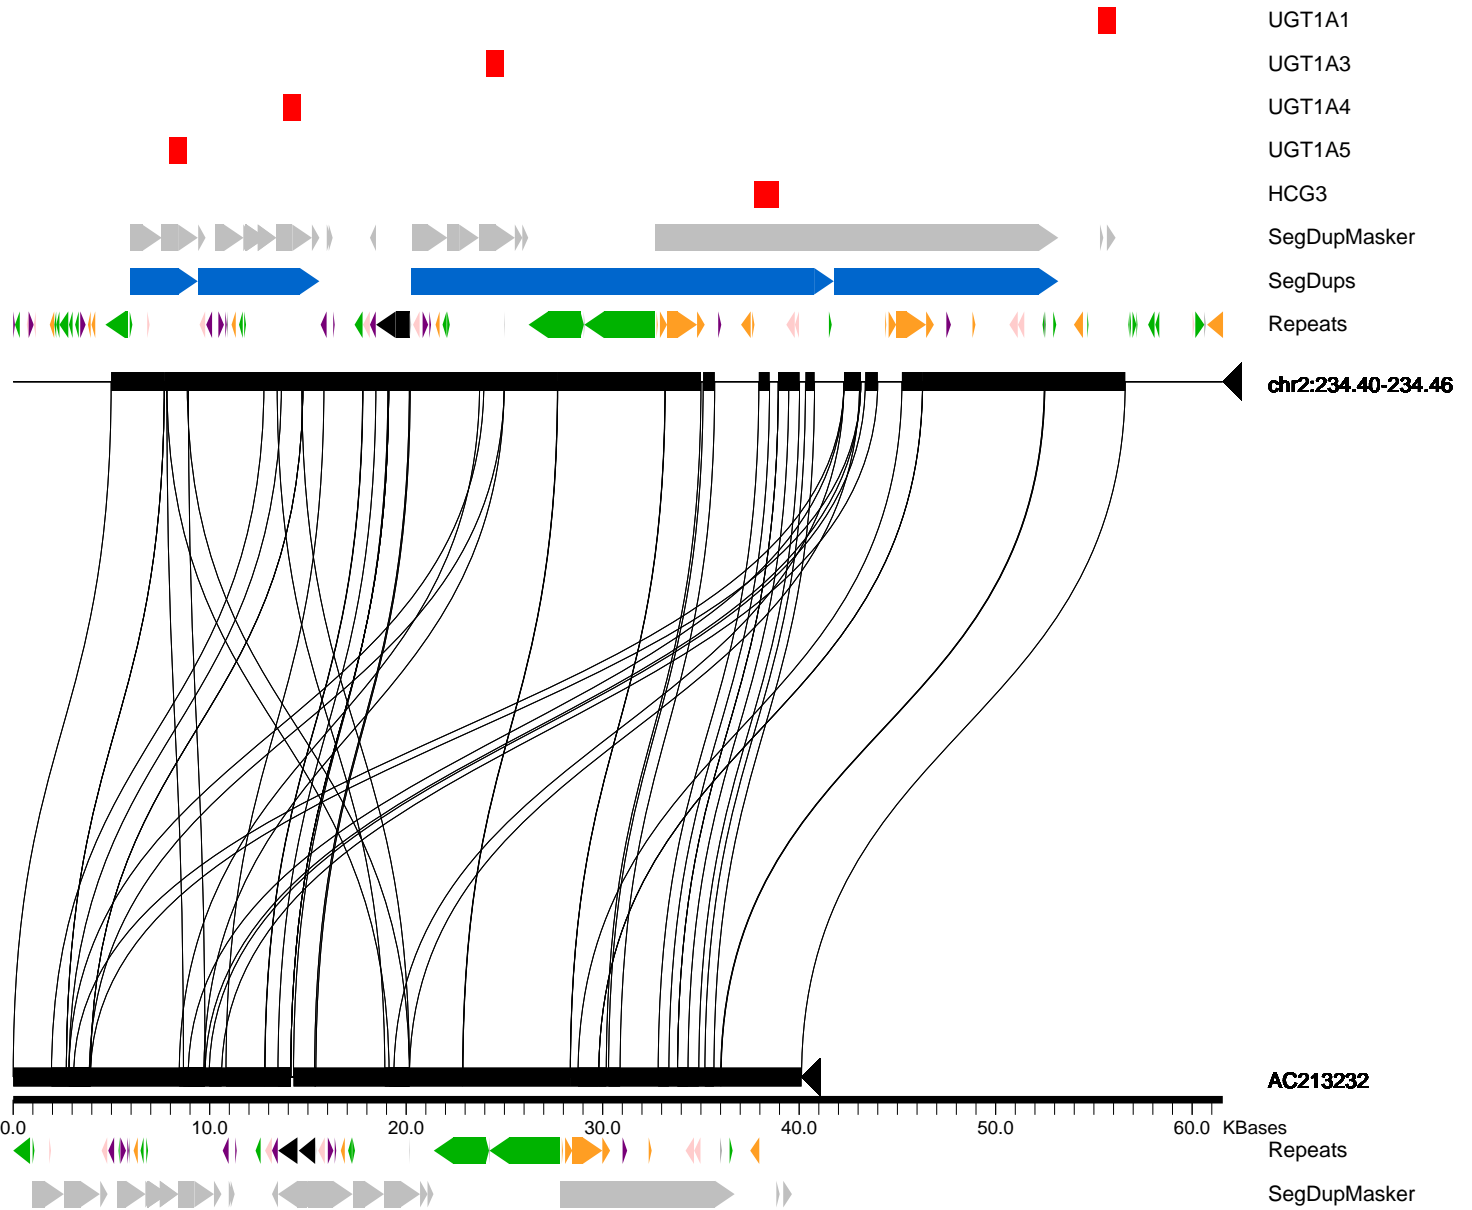 UGT1A1
UGT1A3
UGT1A4
UGT1A5
HCG3
SegDupMasker
SegDups
Repeats
chr2:234.40-234.46
AC213232
0.0 10.0 20.0 30.0 40.0 50.0 60.0 KBases
Repeats
SegDupMasker